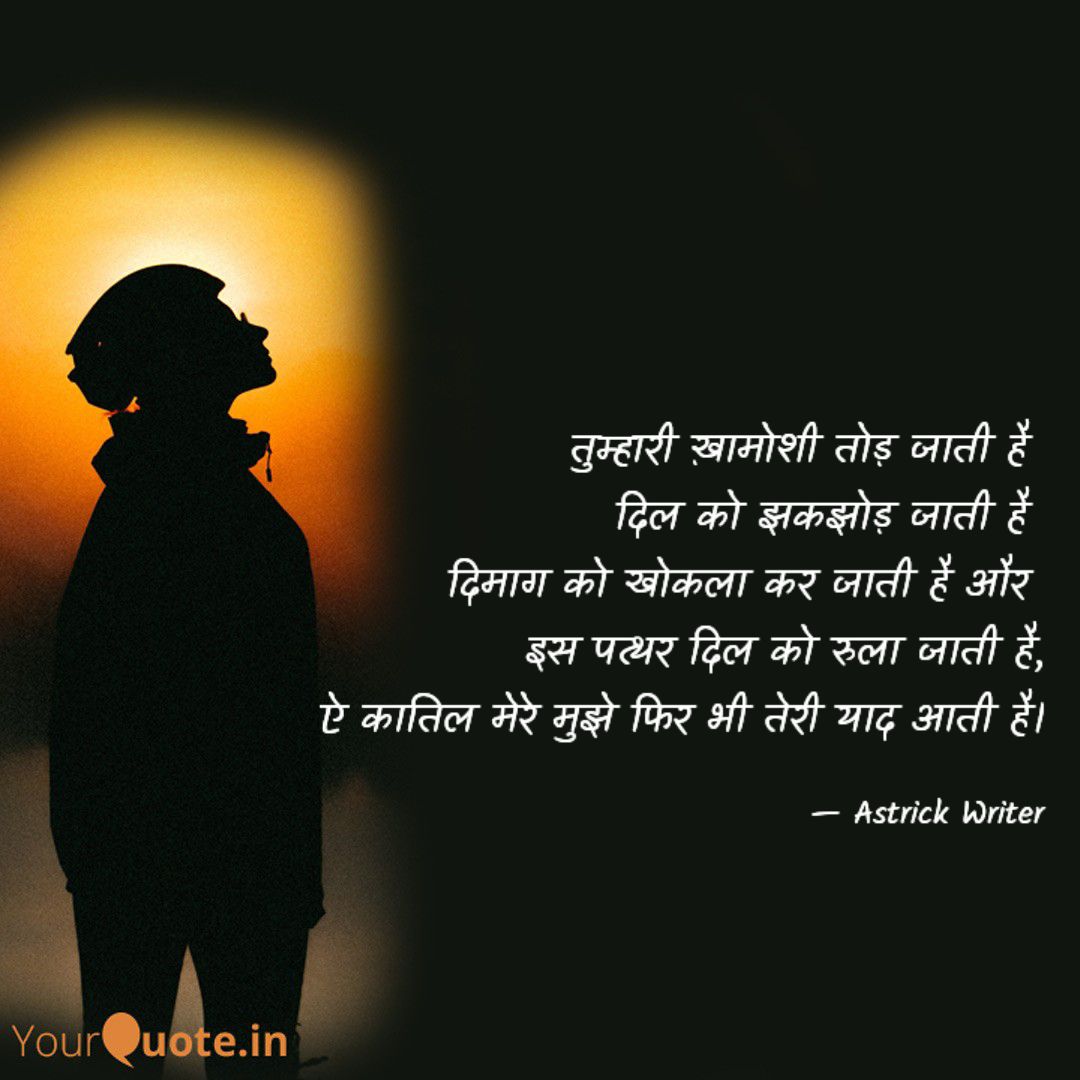 तुम्हारी ख़ामोशी तोड़ जाती है
दिल को झकझोड़ जाती है
दिमाग को खोकला कर जाती है और
इस पत्थर दिल को रुला जाती है,
ऐ कातिल मेरे मुझे फिर भी तेरी याद आती है।
— Astrick Writer
YourQuote.in